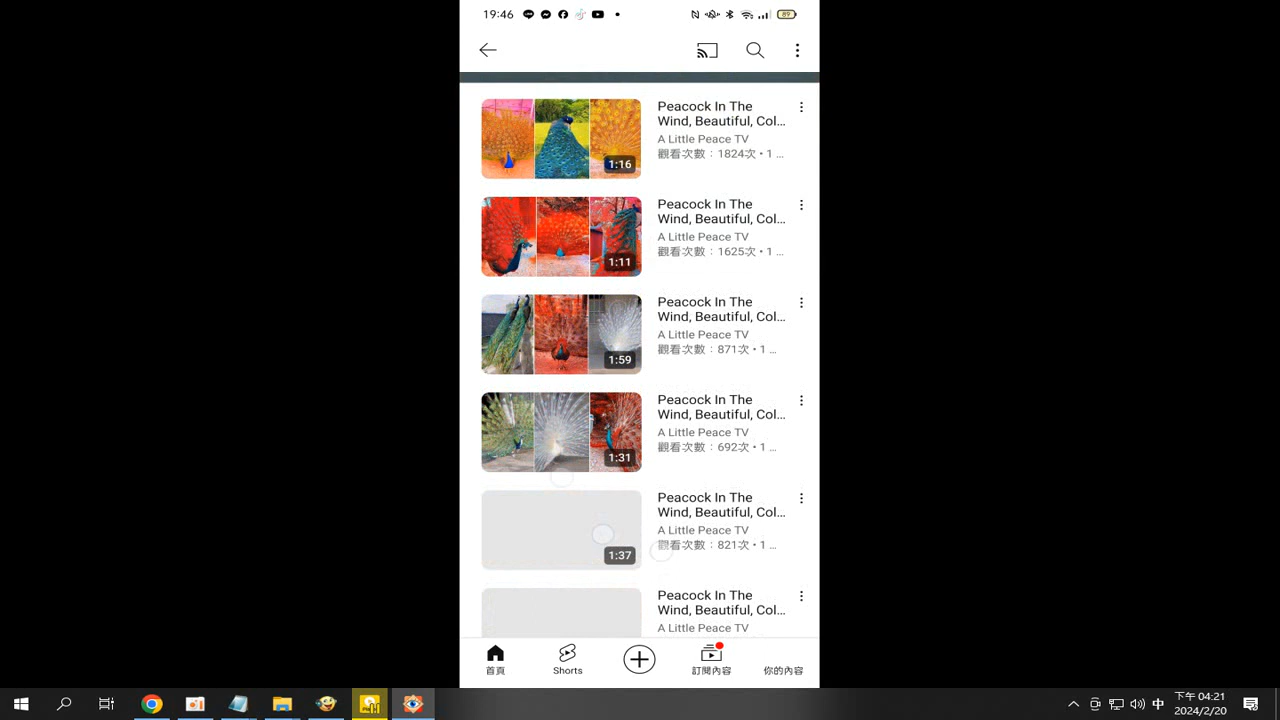 19:46
89
Peacock In The
Wind, Beautiful, Col...
A Little Peace TV
觀看次數：1824次 • 1 ...
1:16
Peacock In The
Wind, Beautiful, Col...
A Little Peace TV
觀看次數：1625次 • 1 ...
1:11
Peacock In The
Wind, Beautiful, Col...
A Little Peace TV
觀看次數：871次 • 1 ...
1:59
Peacock In The
Wind, Beautiful, Col...
A Little Peace TV
觀看次數：692次 • 1 ...
1:31
Peacock In The
Wind, Beautiful, Col...
A Little Peace TV
觀看次數：821次 • 1 ...
1:37
Peacock In The
Wind, Beautiful, Col...
A Little Peace TV
首頁
Shorts
訂閱內容
你的內容
中
下午 04:21
2024/2/20